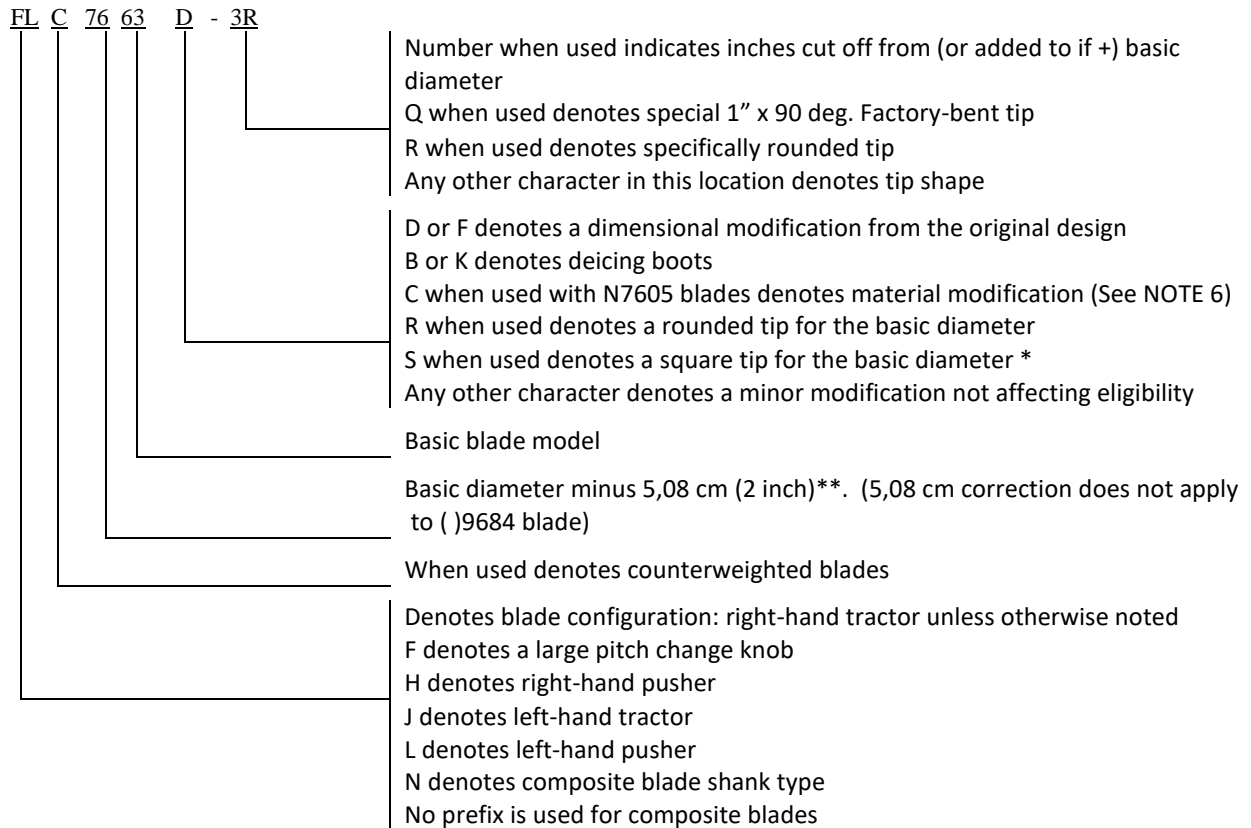 FL C 76 63 D - 3R
Number when used indicates inches cut off from (or added to if +) basic
diameter
Q when used denotes special 1” x 90 deg. Factory-bent tip
R when used denotes specifically rounded tip
Any other character in this location denotes tip shape
D or F denotes a dimensional modification from the original design
B or K denotes deicing boots
C when used with N7605 blades denotes material modification (See NOTE 6)
R when used denotes a rounded tip for the basic diameter
S when used denotes a square tip for the basic diameter *
Any other character denotes a minor modification not affecting eligibility
Basic blade model
Basic diameter minus 5,08 cm (2 inch)**. (5,08 cm correction does not apply
to ( )9684 blade)
When used denotes counterweighted blades
Denotes blade configuration: right-hand tractor unless otherwise noted
F denotes a large pitch change knob
H denotes right-hand pusher
J denotes left-hand tractor
L denotes left-hand pusher
N denotes composite blade shank type
No prefix is used for composite blades